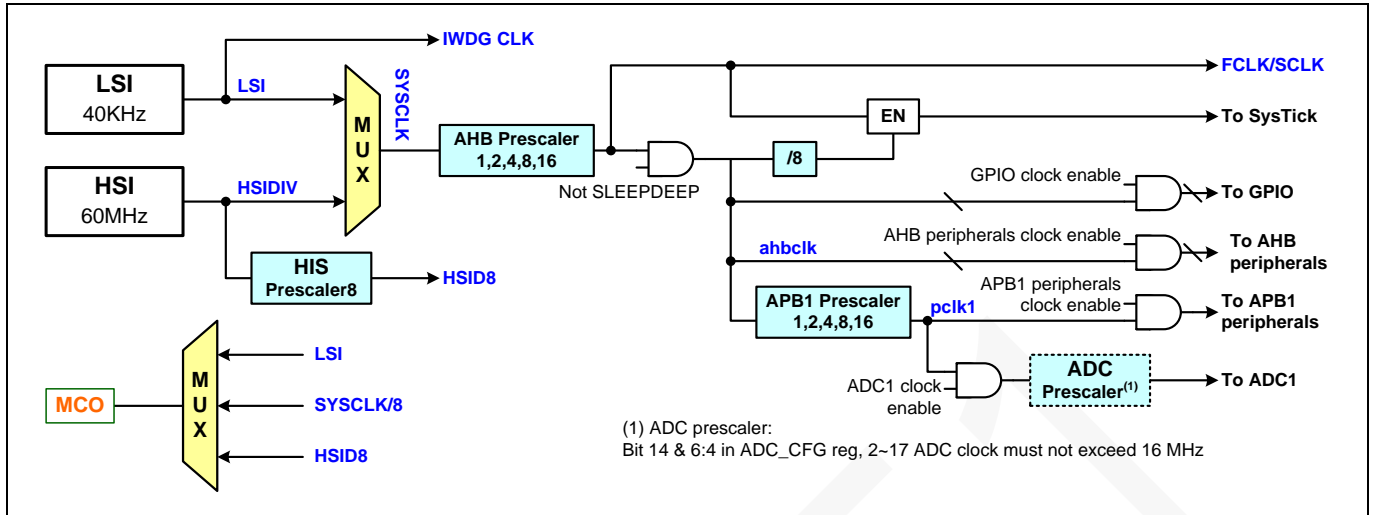 IWDG CLK
LSI
40KHz
LSI
SYSCLK
MUX
HSI
60MHz
HSIDIV
HIS
Prescaler8
HSID8
AHB Prescaler
1,2,4,8,16
Not SLEEPDEEP
FCLK/SCLK
EN
To SysTick
/8
GPIO clock enable
To GPIO
ahbclk
AHB peripherals clock enable
To AHB
peripherals
APB1 Prescaler
1,2,4,8,16
pclk1
APB1 peripherals
clock enable
To APB1
peripherals
ADC1 clock
enable
ADC
Prescaler(1)
To ADC1
MCO
MUX
LSI
SYSCLK/8
HSID8
(1) ADC prescaler:
Bit 14 & 6:4 in ADC_CFG reg, 2~17 ADC clock must not exceed 16 MHz